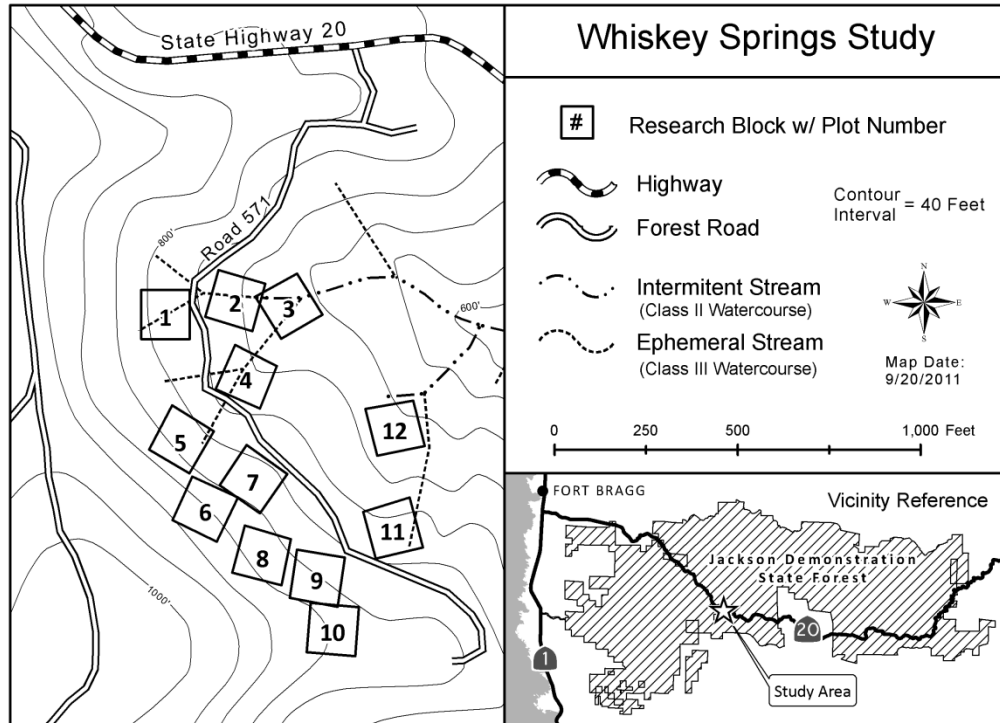 State Highway 20
Road 571
800'
600'
1000'
1
2
3
4
5
6
7
8
9
10
11
12
Whiskey Springs Study
# Research Block w/ Plot Number
Highway
Forest Road
Contour
Interval = 40 Feet
Intermitent Stream
(Class II Watercourse)
Ephemeral Stream
(Class III Watercourse)
N
W E
S
Map Date:
9/20/2011
0 250 500 1,000 Feet
FORT BRAGG
Vicinity Reference
Jackson Demonstration
State Forest
20
1
Study Area